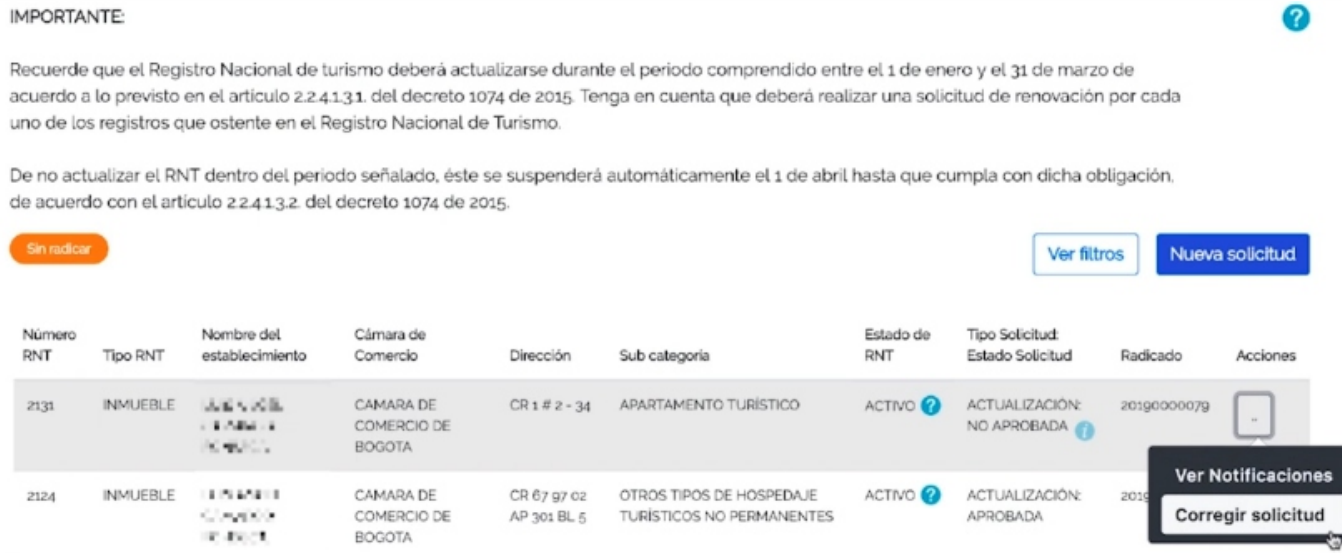 IMPORTANTE:
?
Recuerde que el Registro Nacional de turismo deberá actualizarse durante el periodo comprendido entre el 1 de enero y el 31 de marzo de
acuerdo a lo previsto en el artículo 2.2.4.1.3.1. del decreto 1074 de 2015. Tenga en cuenta que deberá realizar una solicitud de renovación por cada
uno de los registros que ostente en el Registro Nacional de Turismo.
De no actualizar el RNT dentro del periodo señalado, éste se suspenderá automáticamente el 1 de abril hasta que cumpla con dicha obligación,
de acuerdo con el artículo 2.2.4.1.3.2. del decreto 1074 de 2015.
Sin radicar
Ver filtros
Nueva solicitud
Número RNT
Tipo RNT
Nombre del establecimiento
Cámara de Comercio
Dirección
Sub categoria
Estado de RNT
Tipo Solicitud: Estado Solicitud
Radicado
Acciones
2131
INMUEBLE
CAMARA DE
COMERCIO DE
BOGOTA
CR 1 # 2 - 34
APARTAMENTO TURÍSTICO
ACTIVO ?
ACTUALIZACIÓN:
NO APROBADA i
20190000079
..
2124
INMUEBLE
CAMARA DE
COMERCIO DE
BOGOTA
CR 67 97 02
AP 301 BL 5
OTROS TIPOS DE HOSPEDAJE
TURÍSTICOS NO PERMANENTES
ACTIVO ?
ACTUALIZACIÓN:
APROBADA
Ver Notificaciones
Corregir solicitud